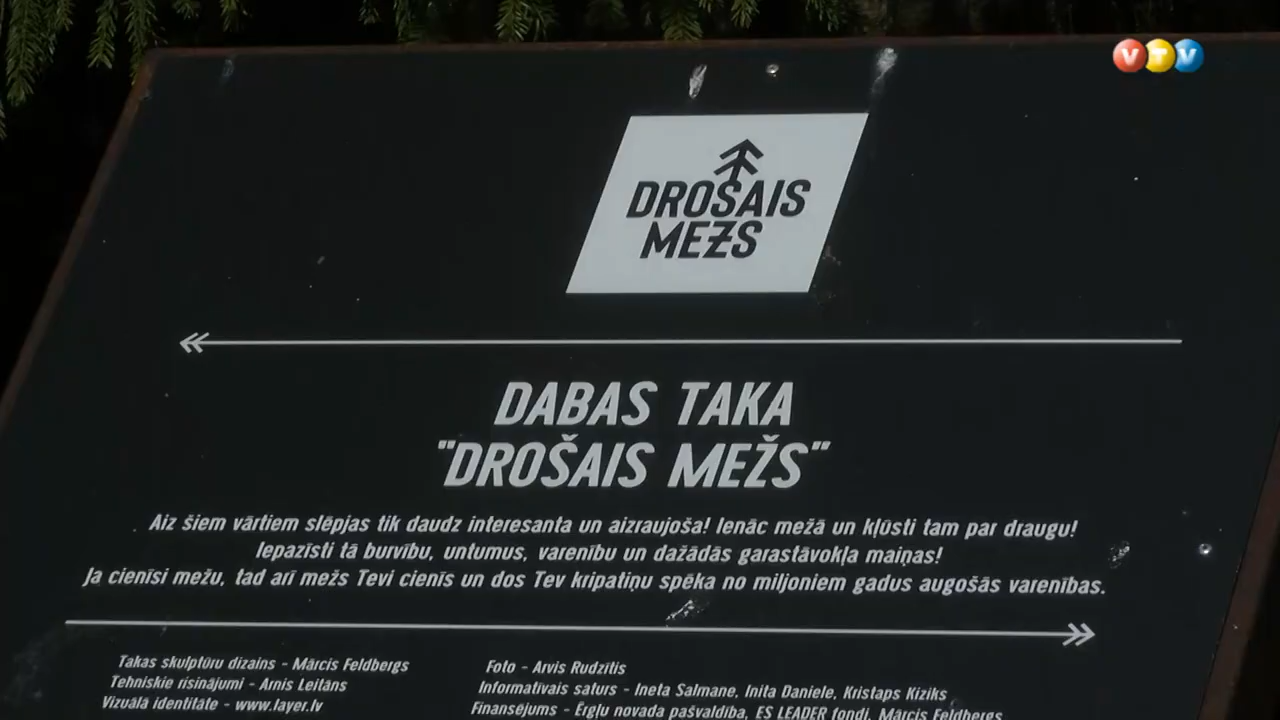 VTV
DROŠAIS
MEŽS
DABAS TAKA
"DROŠAIS MEŽS"
Aiz šiem vārtiem slēpjas tik daudz interesanta un aizraujoša! Ienāc mežā un kļūsti tam par draugu!
Iepazīsti tā burvību, untumus, varenību un dažādās garastāvokļa maiņas!
Ja cienīsi mežu, tad arī mežs Tevi cienīs un dos Tev kripatiņu spēka no miljoniem gadus augošās varenības.
Takas skulptūru dizains - Mārcis Feldbergs
Tehniskie risinājumi - Arnis Leitāns
Vizuālā identitāte - www.layer.lv
Foto - Arvis Rudzītis
Informatīvais saturs - Ineta Salmane, Inita Daniele, Kristaps Ķiziks
Finansējums - Ērgļu novada pašvaldība, ES LEADER fondi, Mārcis Feldbergs